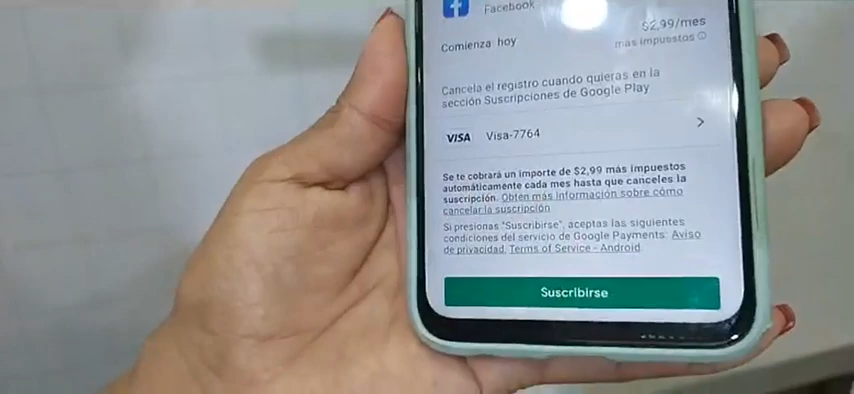 Facebook
$2,99/mes
Comienza hoy
más impuestos
Cancela el registro cuando quieras en la
sección Suscripciones de Google Play
VISA Visa-7764
Se te cobrará un importe de $2,99 más impuestos
automáticamente cada mes hasta que canceles la
suscripción. Obtén más información sobre cómo
cancelar la suscripción
Si presionas "Suscribirse", aceptas las siguientes
condiciones del servicio de Google Payments: Aviso
de privacidad, Terms of Service - Android.
Suscribirse